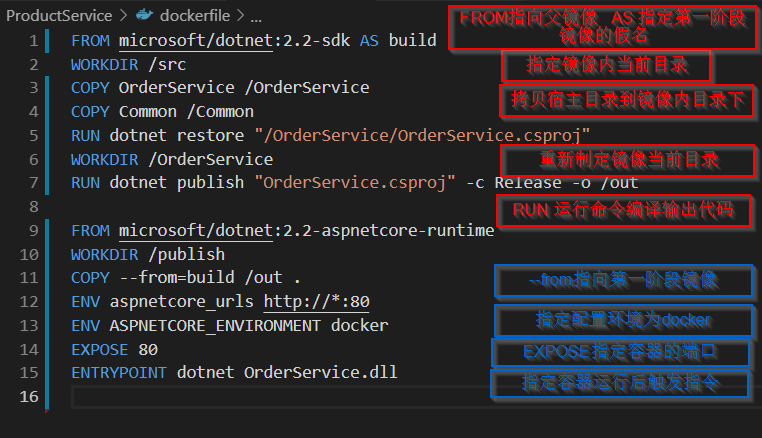 ProductService > dockerfile > ...
1 FROM microsoft/dotnet:2.2-sdk AS build
FROM指向父镜像 AS 指定第一阶段
镜像的假名
2 WORKDIR /src
指定镜像内当前目录
3 COPY OrderService /OrderService
拷贝宿主目录到镜像内目录下
4 COPY Common /Common
5 RUN dotnet restore "/OrderService/OrderService.csproj"
6 WORKDIR /OrderService
重新制定镜像当前目录
7 RUN dotnet publish "OrderService.csproj" -c Release -o /out
8
RUN 运行命令编译输出代码
9 FROM microsoft/dotnet:2.2-aspnetcore-runtime
10 WORKDIR /publish
11 COPY --from=build /out .
--from指向第一阶段镜像
12 ENV aspnetcore_urls http://*:80
13 ENV ASPNETCORE_ENVIRONMENT docker
指定配置环境为docker
14 EXPOSE 80
EXPOSE指定容器的端口
15 ENTRYPOINT dotnet OrderService.dll
指定容器运行后触发指令
16